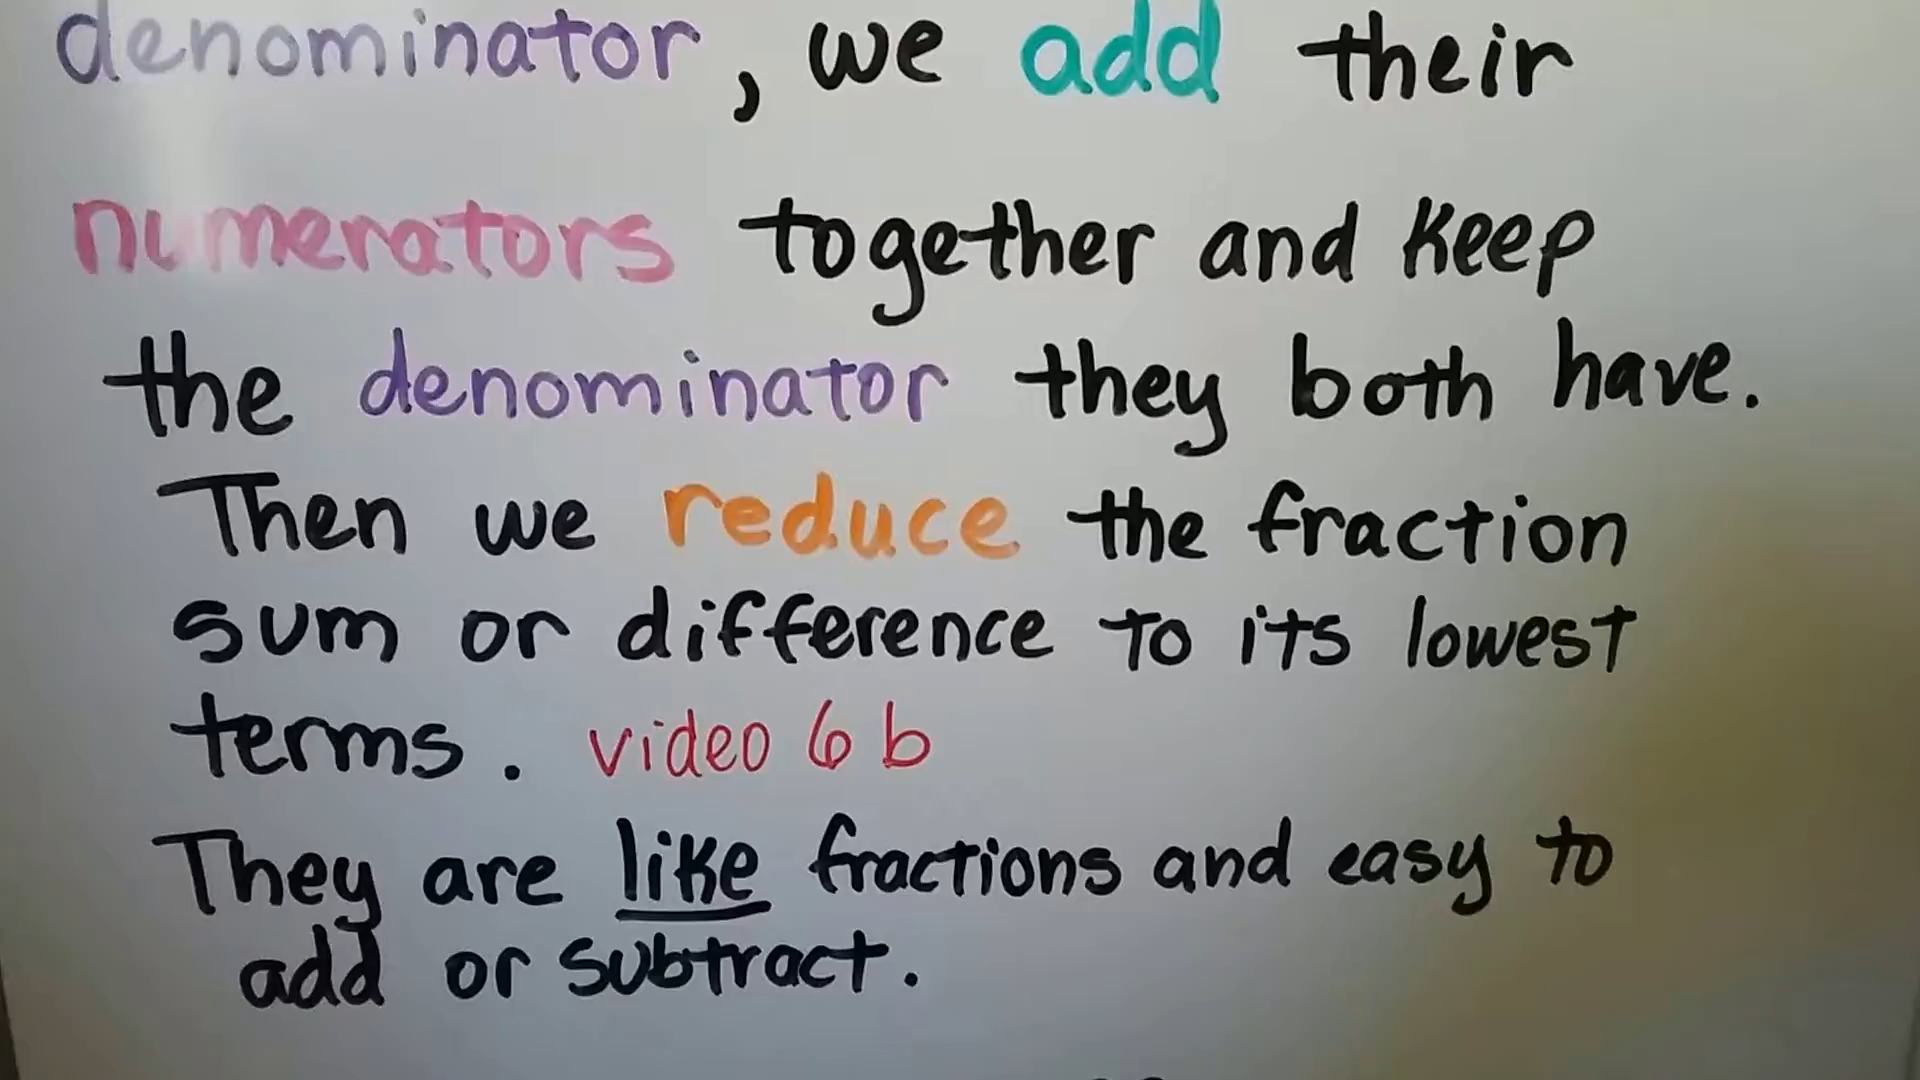 denominator, we add their
numerators together and keep
the denominator they both have.
Then we reduce the fraction
sum or difference to its lowest
terms. video 6 b
They are like fractions and easy to
add or subtract.